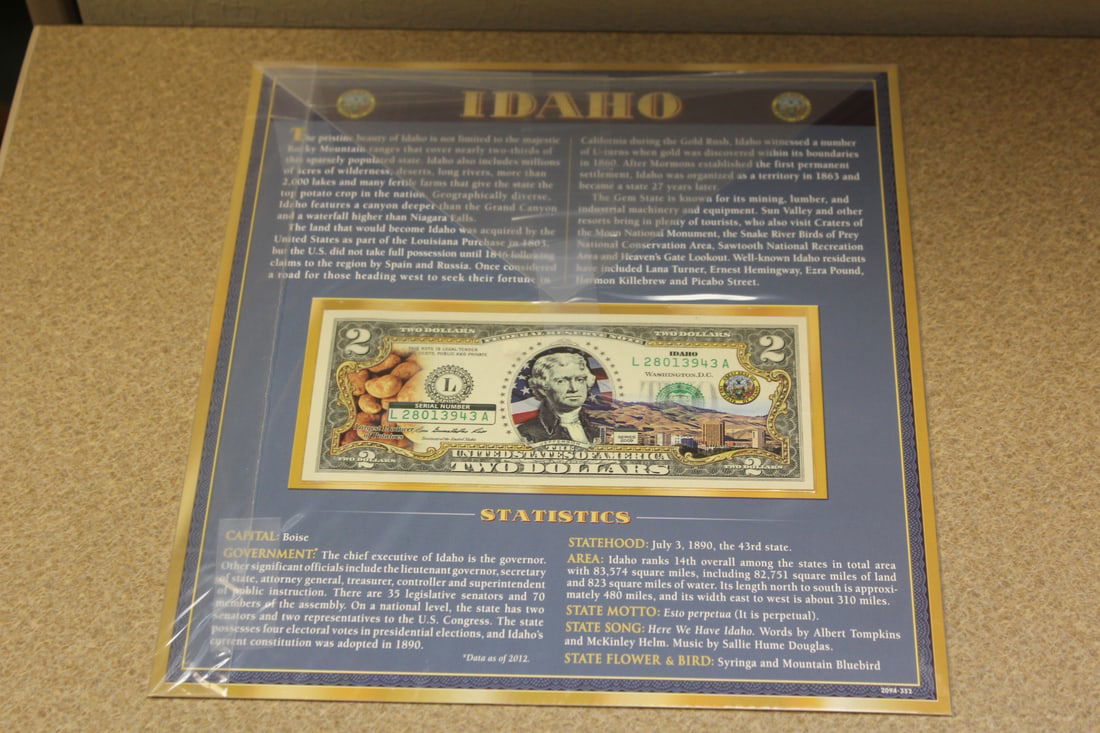 IDAHO
The pristine beauty of Idaho is not limited to the majestic
Rocky Mountain ranges that cover nearly two-thirds of
this sparsely populated state. Idaho also includes millions
of acres of wilderness, deserts, long rivers, more than
2,000 lakes and many fertile farms that give the state the
top potato crop in the nation. Geographically diverse,
Idaho features a canyon deeper than the Grand Canyon
and a waterfall higher than Niagara Falls.
The land that would become Idaho was acquired by the
United States as part of the Louisiana Purchase in 1803,
but the U.S. did not take full possession until 1846 following
claims to the region by Spain and Russia. Once considered
a road for those heading west to seek their fortune in
California during the Gold Rush, Idaho witnessed a number
of U-turns when gold was discovered within its boundaries
in 1860. After Mormons established the first permanent
settlement, Idaho was organized as a territory in 1863 and
became a state 27 years later.
The Gem State is known for its mining, lumber, and
industrial machinery and equipment. Sun Valley and other
resorts bring in plenty of tourists, who also visit Craters of
the Moon National Monument, the Snake River Birds of Prey
National Conservation Area, Sawtooth National Recreation
Area and Heaven's Gate Lookout. Well-known Idaho residents
have included Lana Turner, Ernest Hemingway, Ezra Pound,
Harmon Killebrew and Picabo Street.
2
TWO DOLLARS
FEDERAL RESERVE NOTE
TWO DOLLARS
2
THIS NOTE IS LEGAL TENDER
DEBTS, PUBLIC AND PRIVATE
L
SERIAL NUMBER
L 28013943 A
IDAHO
L 28013943 A
WASHINGTON, D.C.
Largest Producer
of Potatoes
SERIES
THE
UNITED STATES OF AMERICA
TWO DOLLARS
TWO DOLLARS
2
TWO DOLLARS
2
STATISTICS
CAPITAL: Boise
GOVERNMENT:* The chief executive of Idaho is the governor.
Other significant officials include the lieutenant governor, secretary
of state, attorney general, treasurer, controller and superintendent
of public instruction. There are 35 legislative senators and 70
members of the assembly. On a national level, the state has two
senators and two representatives to the U.S. Congress. The state
possesses four electoral votes in presidential elections, and Idaho's
current constitution was adopted in 1890.
*Data as of 2012.
STATEHOOD: July 3, 1890, the 43rd state.
AREA: Idaho ranks 14th overall among the states in total area
with 83,574 square miles, including 82,751 square miles of land
and 823 square miles of water. Its length north to south is approxi-
mately 480 miles, and its width east to west is about 310 miles.
STATE MOTTO: Esto perpetua (It is perpetual).
STATE SONG: Here We Have Idaho. Words by Albert Tompkins
and McKinley Helm. Music by Sallie Hume Douglas.
STATE FLOWER & BIRD: Syringa and Mountain Bluebird
2094-352